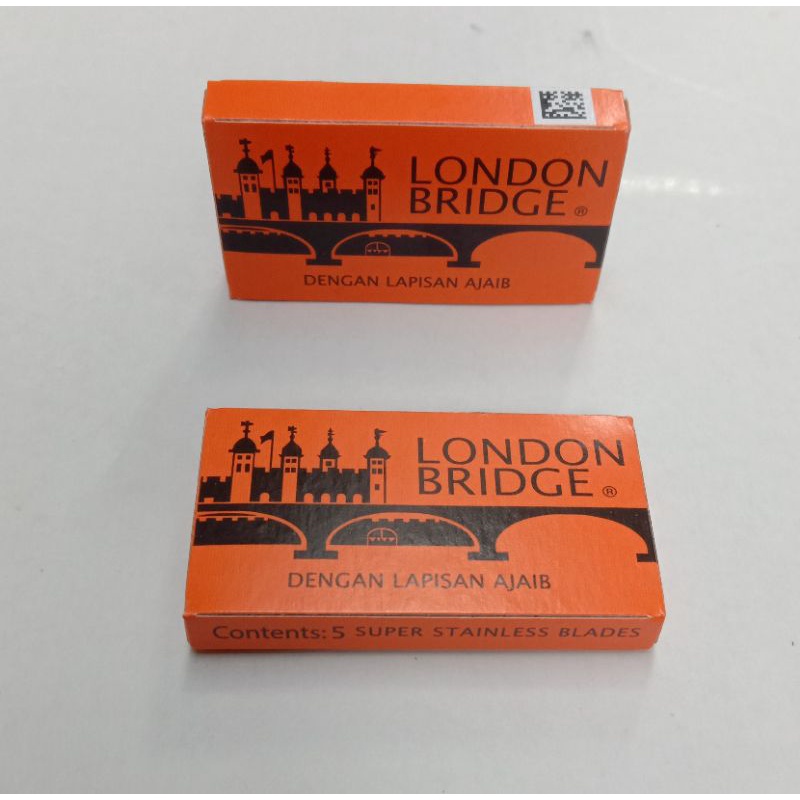 LONDON
BRIDGE ®
DENGAN LAPISAN AJAIB
LONDON
BRIDGE ®
DENGAN LAPISAN AJAIB
Contents: 5 SUPER STAINLESS BLADES